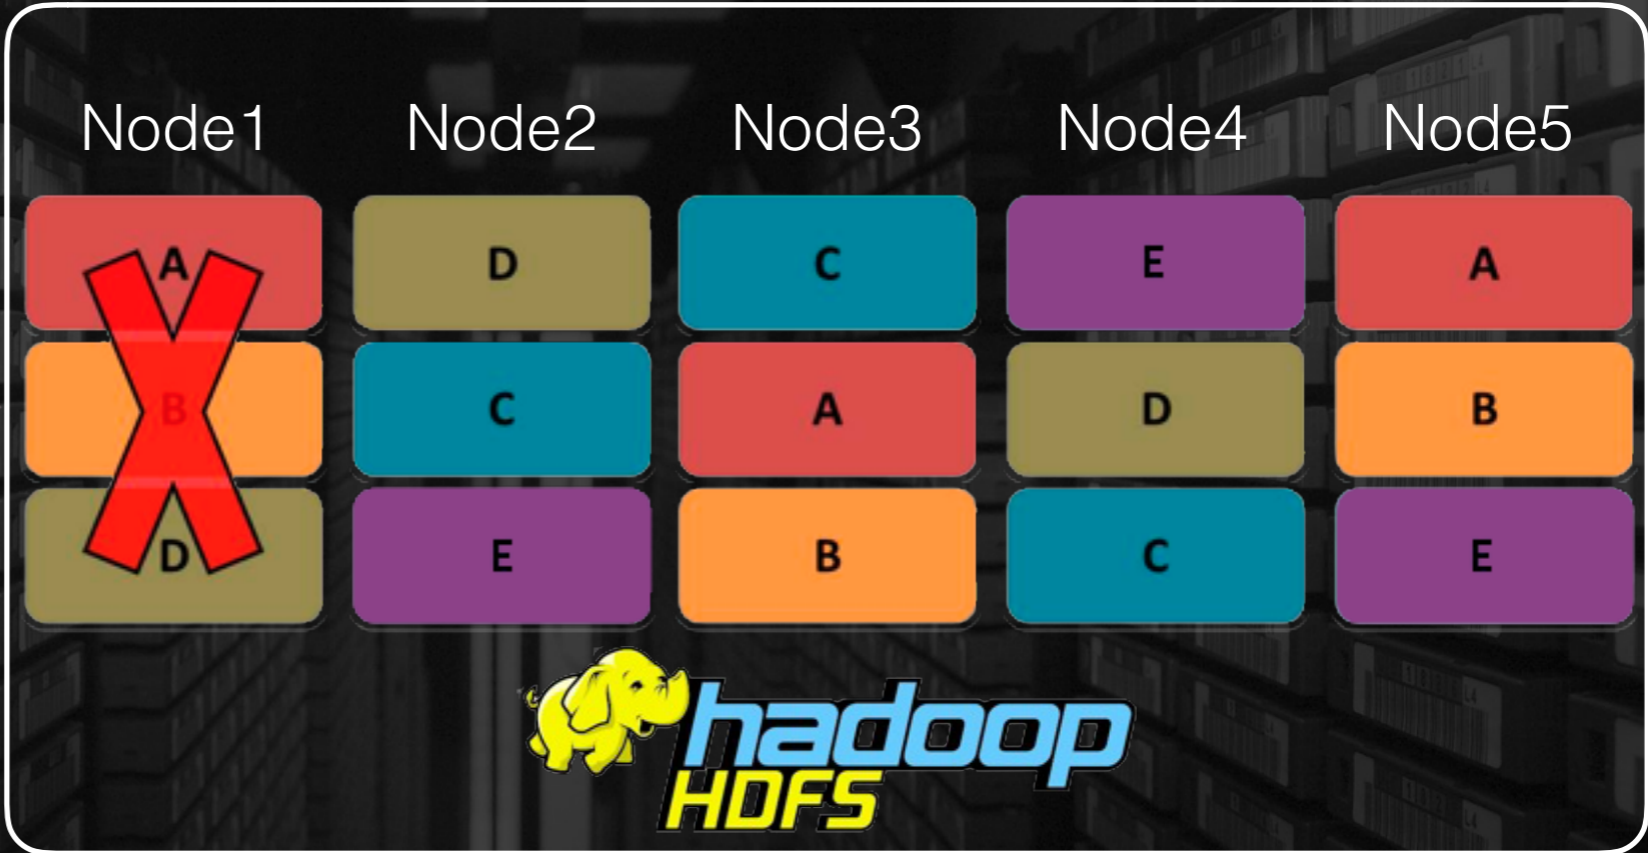 Node1 Node2 Node3 Node4 Node5
A D C E A
B C A D B
D E B C E
hadoop
HDFS